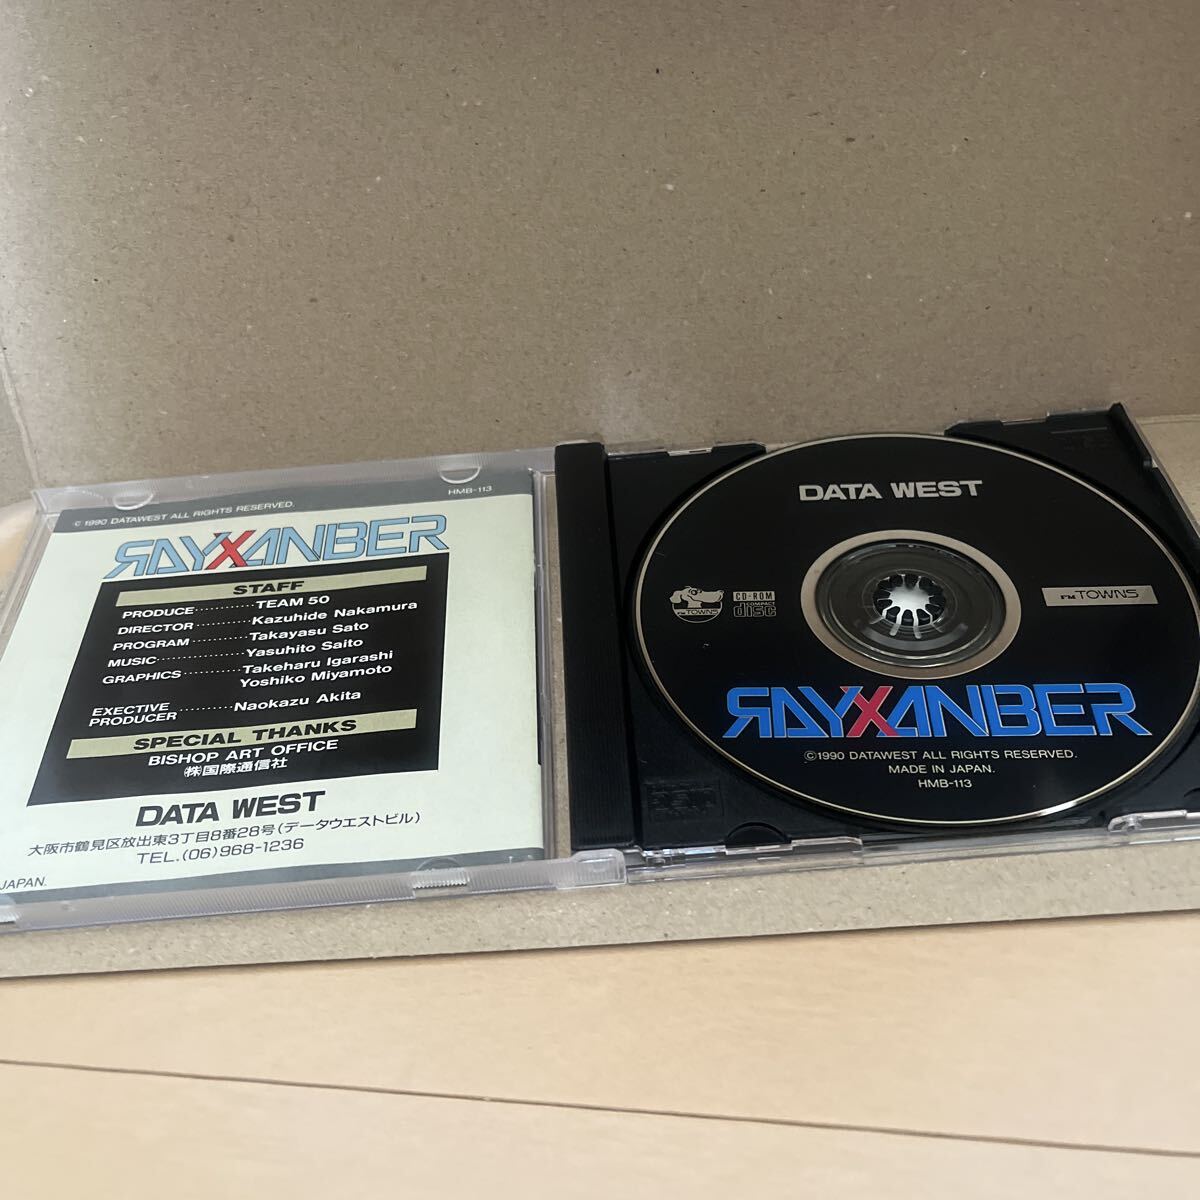 © 1990 DATAWEST ALL RIGHTS RESERVED.
HMB-113
RAYXANBER
STAFF
PRODUCE············TEAM 50
DIRECTOR··········Kazuhide Nakamura
PROGRAM··········Takayasu Sato
MUSIC················Yasuhito Saito
GRAPHICS··········Takeharu Igarashi
Yoshiko Miyamoto
EXECTIVE
PRODUCER··········Naokazu Akita
SPECIAL THANKS
BISHOP ART OFFICE
㈱国際通信社
DATA WEST
大阪市鶴見区放出東3丁目8番28号(データウエストビル)
TEL.(06)968-1236
JAPAN.
DATA WEST
FM TOWNS
CD-ROM
COMPACT
disc
FM TOWNS
RAYXANBER
©1990 DATAWEST ALL RIGHTS RESERVED.
MADE IN JAPAN.
HMB-113